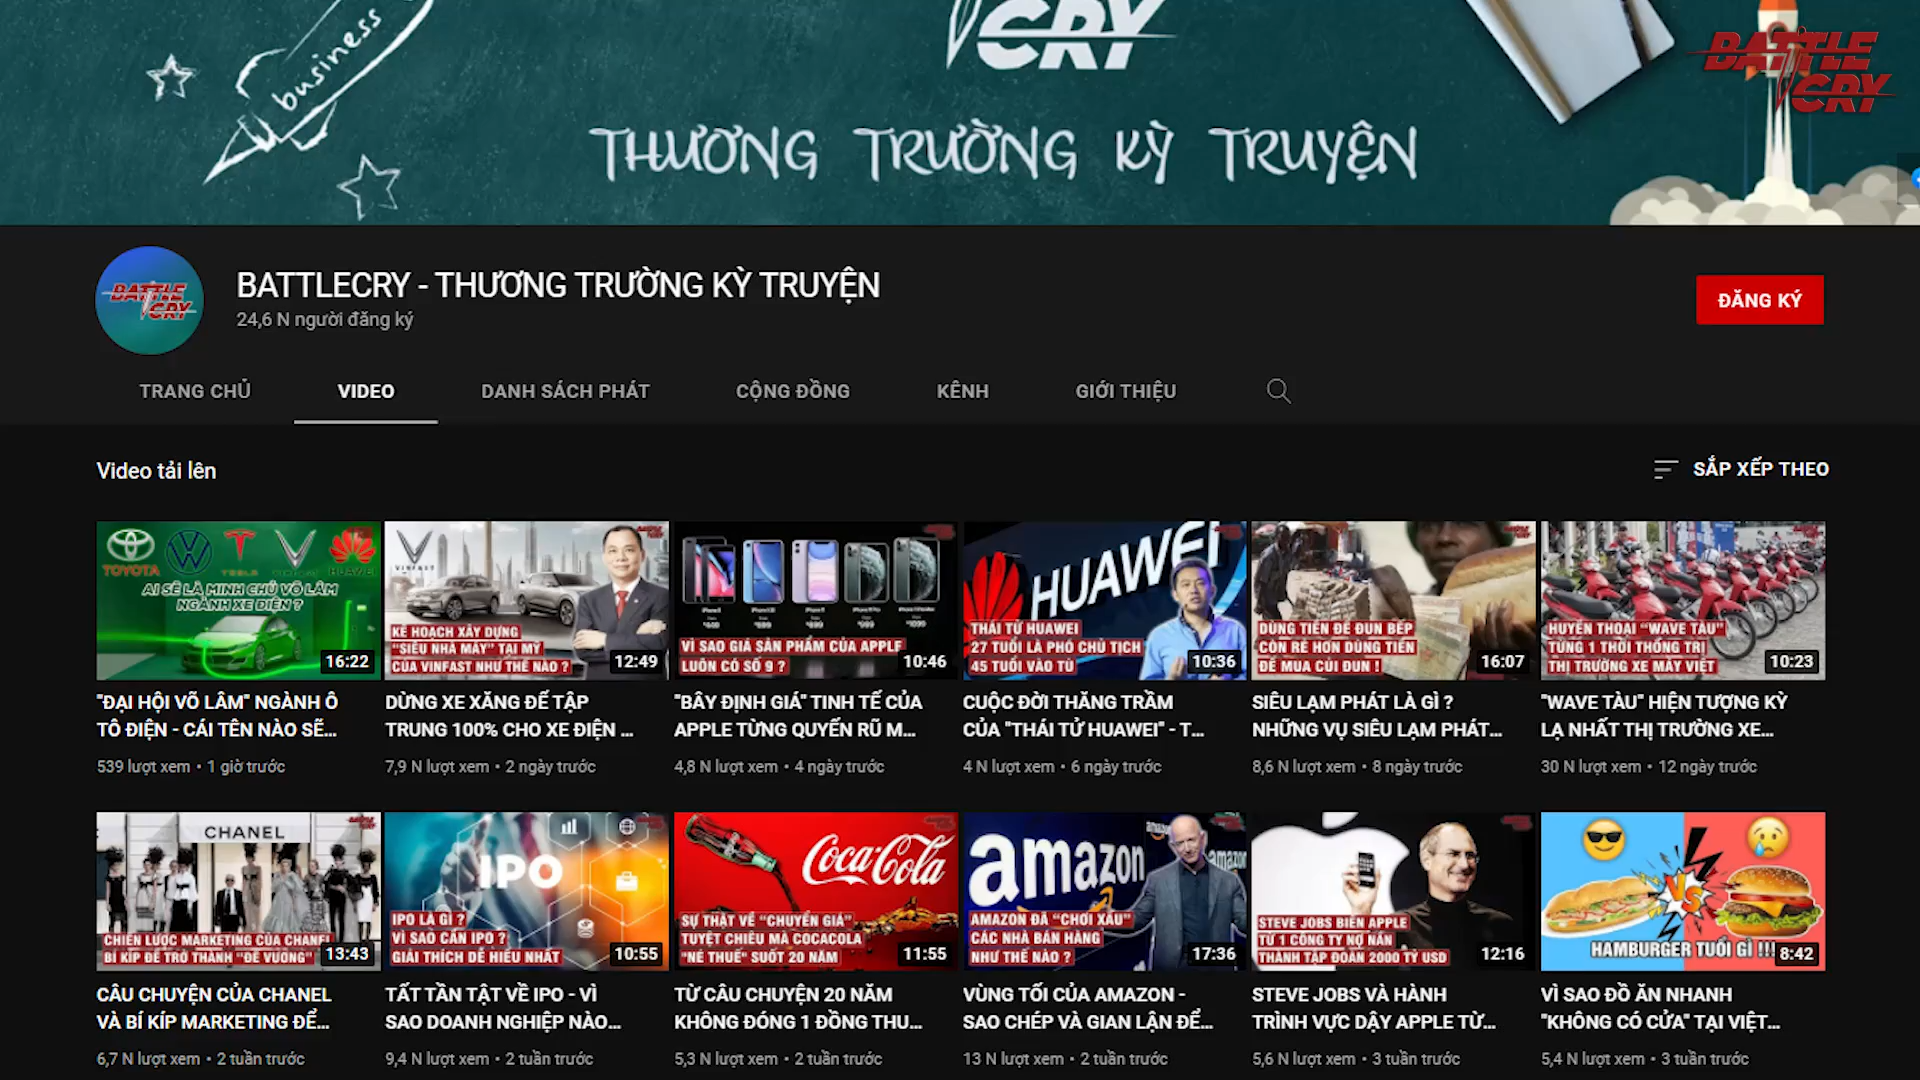 business
CRY
BATTLE
CRY
THƯƠNG TRƯỜNG KỲ TRUYỆN
BATTLE
CRY
BATTLECRY - THƯƠNG TRƯỜNG KỲ TRUYỆN
24,6 N người đăng ký
ĐĂNG KÝ
TRANG CHỦ
VIDEO
DANH SÁCH PHÁT
CỘNG ĐỒNG
KÊNH
GIỚI THIỆU
Video tải lên
SẮP XẾP THEO
TOYOTA
TESLA
HUAWEI
AI SẼ LÀ MINH CHỦ VÕ LÂM
NGÀNH XE ĐIỆN ?
16:22
VINFAST
KẾ HOẠCH XÂY DỰNG
"SIÊU NHÀ MÁY" TẠI MỸ
CỦA VINFAST NHƯ THẾ NÀO ?
12:49
VÌ SAO GIÁ SẢN PHẨM CỦA APPLE
LUÔN CÓ SỐ 9 ?
10:46
HUAWEI
THÁI TỬ HUAWEI
27 TUỔI LÀ PHÓ CHỦ TỊCH
45 TUỔI VÀO TÙ
10:36
DÙNG TIỀN ĐỂ ĐUN BẾP
CÒN RẺ HƠN DÙNG TIỀN
ĐỂ MUA CỦI ĐUN !
16:07
HUYỀN THOẠI "WAVE TÀU"
TỪNG 1 THỜI THỐNG TRỊ
THỊ TRƯỜNG XE MÁY VIỆT
10:23
"ĐẠI HỘI VÕ LÂM" NGÀNH Ô
TÔ ĐIỆN - CÁI TÊN NÀO SẼ...
539 lượt xem • 1 giờ trước
DỪNG XE XĂNG ĐỂ TẬP
TRUNG 100% CHO XE ĐIỆN ...
7,9 N lượt xem • 2 ngày trước
"BẪY ĐỊNH GIÁ" TINH TẾ CỦA
APPLE TỪNG QUYẾN RŨ M...
4,8 N lượt xem • 4 ngày trước
CUỘC ĐỜI THĂNG TRẦM
CỦA "THÁI TỬ HUAWEI" - T...
4 N lượt xem • 6 ngày trước
SIÊU LẠM PHÁT LÀ GÌ ?
NHỮNG VỤ SIÊU LẠM PHÁT...
8,6 N lượt xem • 8 ngày trước
"WAVE TÀU" HIỆN TƯỢNG KỲ
LẠ NHẤT THỊ TRƯỜNG XE...
30 N lượt xem • 12 ngày trước
CHANEL
CHIẾN LƯỢC MARKETING CỦA CHANEL
BÍ KÍP ĐỂ TRỞ THÀNH "ĐẾ VƯƠNG"
13:43
IPO
IPO LÀ GÌ ?
VÌ SAO CẦN IPO ?
GIẢI THÍCH DỄ HIỂU NHẤT
10:55
Coca-Cola
SỰ THẬT VỀ "CHUYỂN GIÁ"
TUYỆT CHIÊU MÀ COCACOLA
"NÉ THUẾ" SUỐT 20 NĂM
11:55
amazon
amazon
AMAZON ĐÃ "CHƠI XẤU"
CÁC NHÀ BÁN HÀNG
NHƯ THẾ NÀO ?
17:36
STEVE JOBS BIẾN APPLE
TỪ 1 CÔNG TY NỢ NẦN
THÀNH TẬP ĐOÀN 2000 TỶ USD
12:16
VS
HAMBURGER TUỔI GÌ !!!
8:42
CÂU CHUYỆN CỦA CHANEL
VÀ BÍ KÍP MARKETING ĐỂ...
6,7 N lượt xem • 2 tuần trước
TẤT TẦN TẬT VỀ IPO - VÌ
SAO DOANH NGHIỆP NÀO...
9,4 N lượt xem • 2 tuần trước
TỪ CÂU CHUYỆN 20 NĂM
KHÔNG ĐÓNG 1 ĐỒNG THU...
5,3 N lượt xem • 2 tuần trước
VÙNG TỐI CỦA AMAZON -
SAO CHÉP VÀ GIAN LẬN ĐỂ...
13 N lượt xem • 2 tuần trước
STEVE JOBS VÀ HÀNH
TRÌNH VỰC DẬY APPLE TỪ...
5,6 N lượt xem • 3 tuần trước
VÌ SAO ĐỒ ĂN NHANH
"KHÔNG CÓ CỬA" TẠI VIỆT...
5,4 N lượt xem • 3 tuần trước